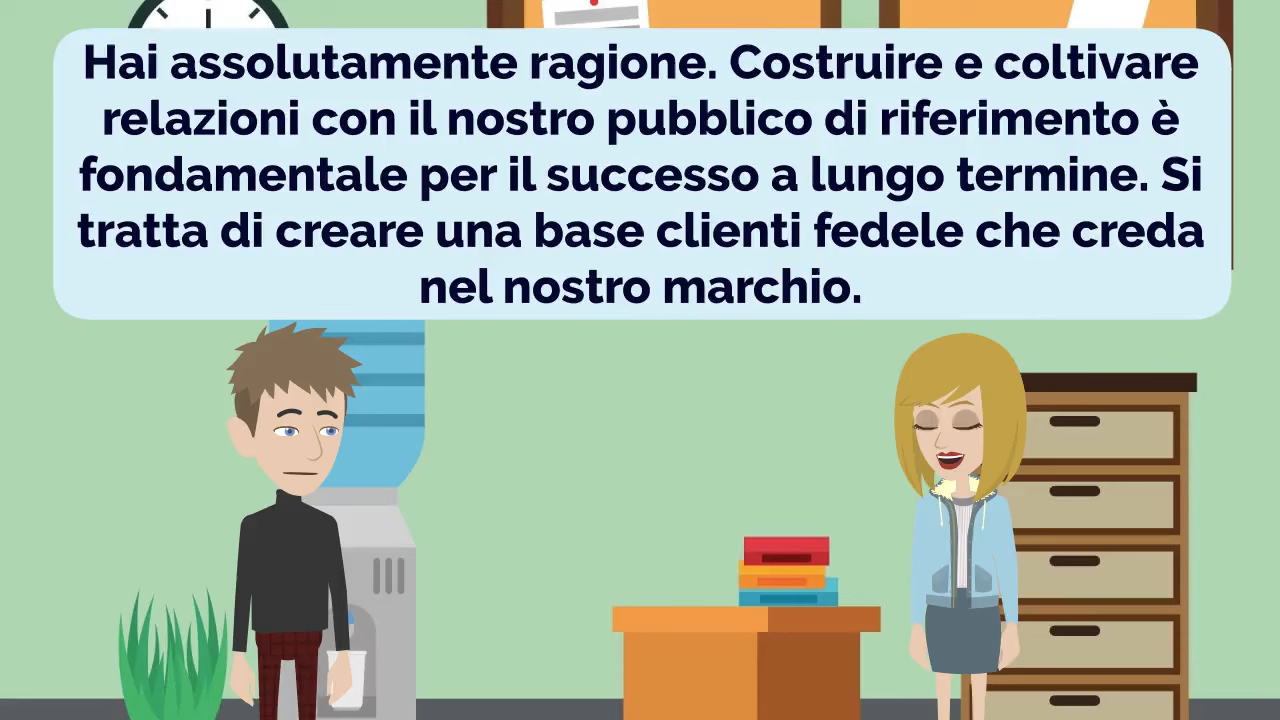 Hai assolutamente ragione. Costruire e coltivare
relazioni con il nostro pubblico di riferimento è
fondamentale per il successo a lungo termine. Si
tratta di creare una base clienti fedele che creda
nel nostro marchio.